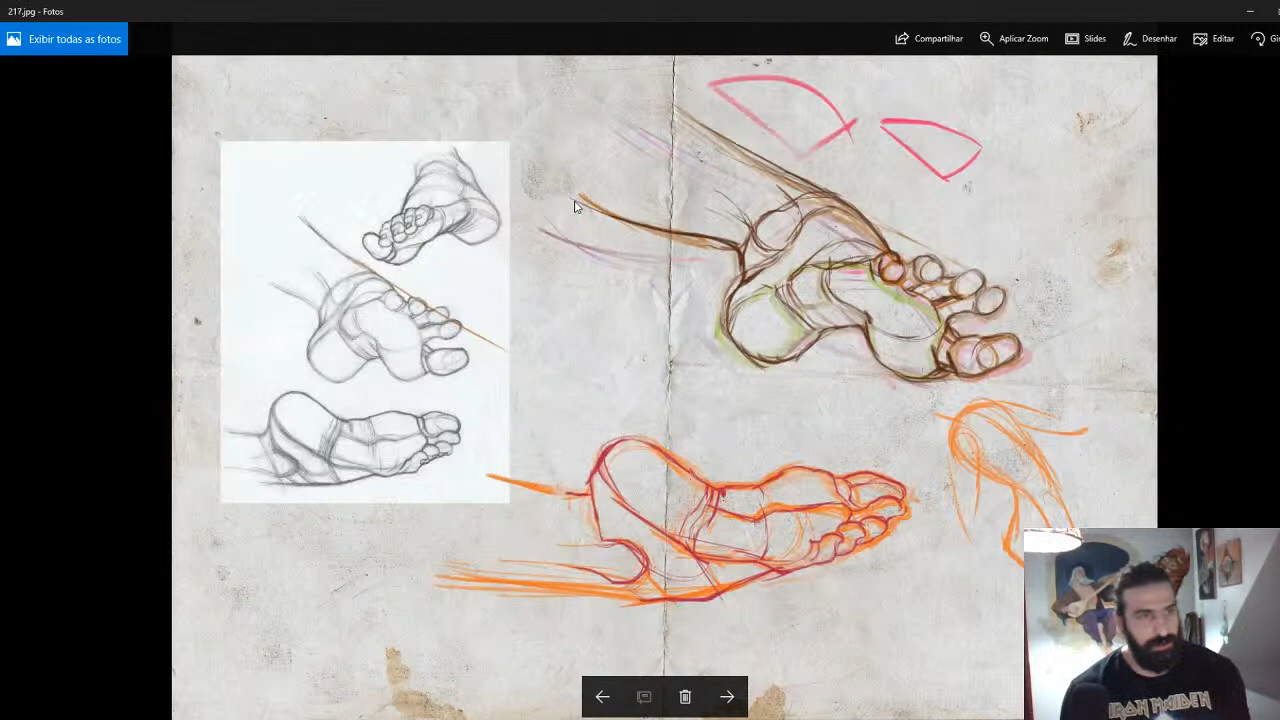 217.jpg - Fotos
Exibir todas as fotos
Compartilhar
Aplicar Zoom
Slides
Desenhar
Editar
IRON MAIDEN